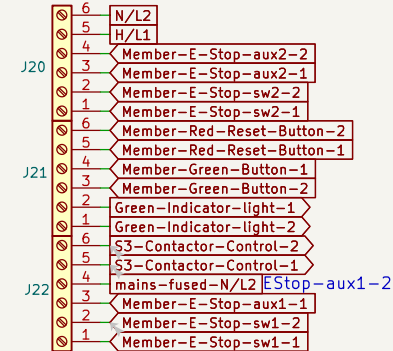 6 N/L2
5 H/L1
4 Member-E-Stop-aux2-2
J20
3 Member-E-Stop-aux2-1
2 Member-E-Stop-sw2-2
1 Member-E-Stop-sw2-1
6 Member-Red-Reset-Button-2
5 Member-Red-Reset-Button-1
J21
4 Member-Green-Button-1
3 Member-Green-Button-2
2 Green-Indicator-light-1
1 Green-Indicator-light-2
6 S3-Contactor-Control-2
5 S3-Contactor-Control-1
J22
4 mains-fused-N/L2 EStop-aux1-2
3 Member-E-Stop-aux1-1
2 Member-E-Stop-sw1-2
1 Member-E-Stop-sw1-1